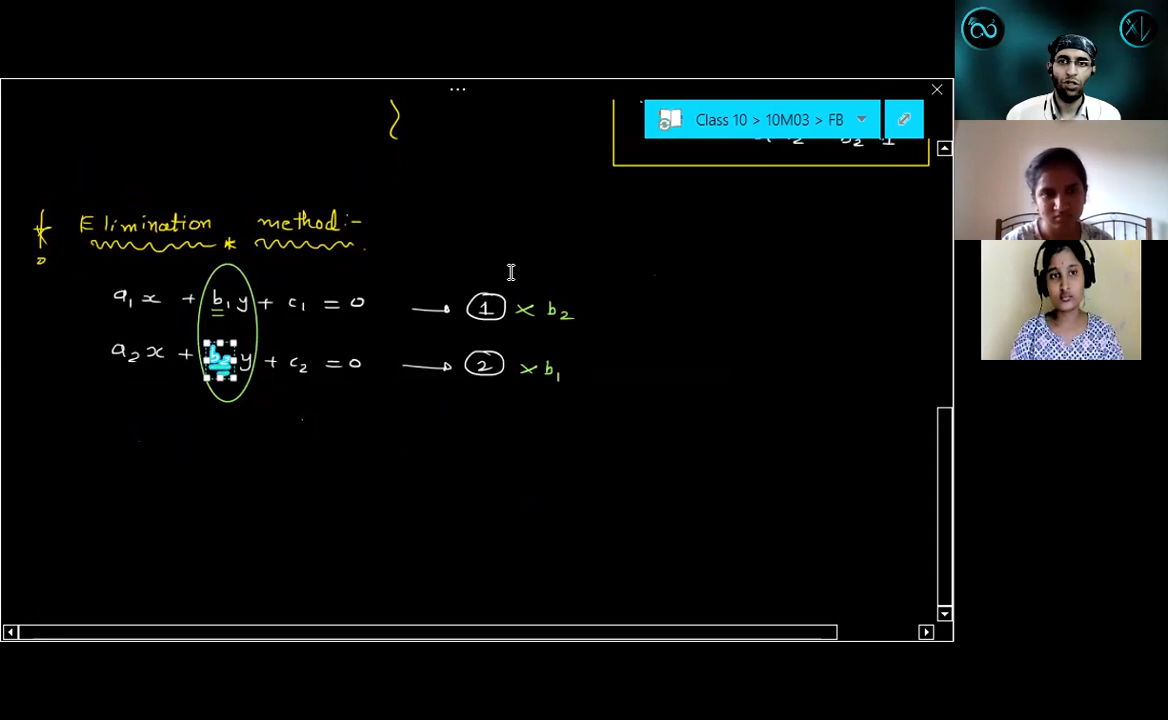 Class 10 > 10M03 > FB
Elimination method:-
a₁x + b₁y + c₁ = 0 → 1 × b₂
a₂x + b₂y + c₂ = 0 → 2 × b₁